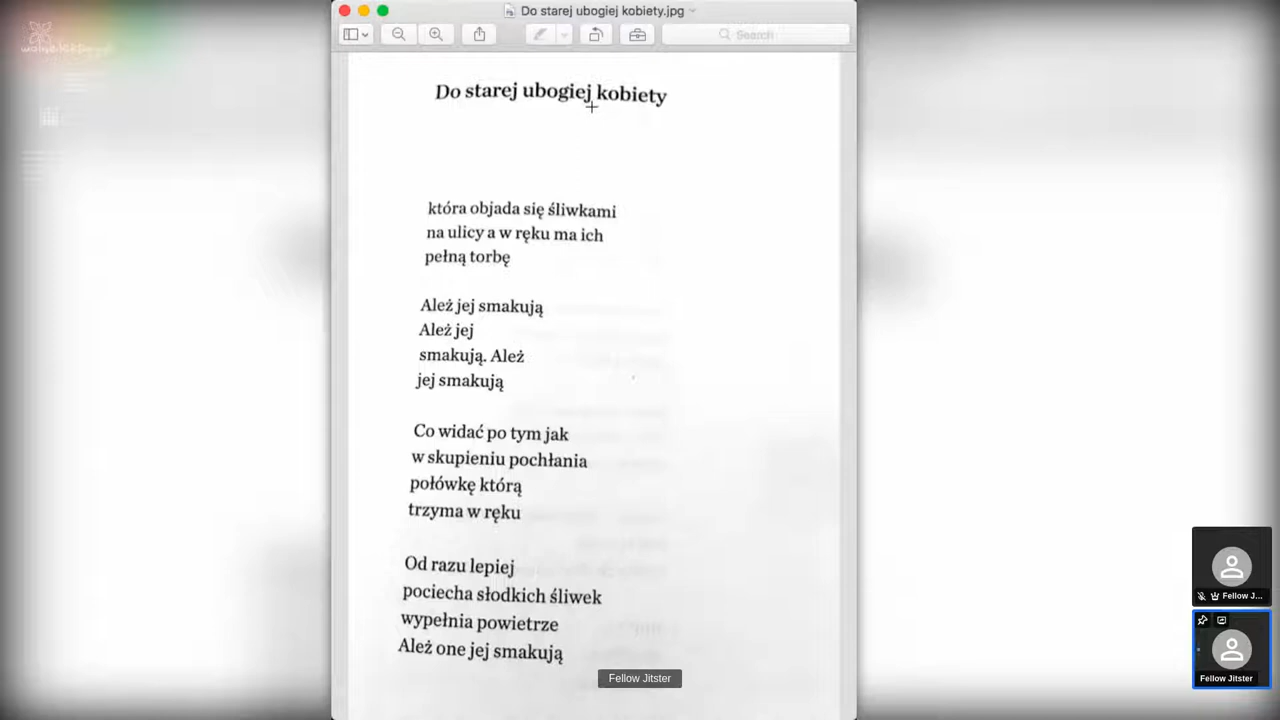 Do starej ubogiej kobiety.jpg
Search
Do starej ubogiej kobiety
która objada się śliwkami
na ulicy a w ręku ma ich
pełną torbę
Ależ jej smakują
Ależ jej
smakują. Ależ
jej smakują
Co widać po tym jak
w skupieniu pochłania
połówkę którą
trzyma w ręku
Od razu lepiej
pociecha słodkich śliwek
wypełnia powietrze
Ależ one jej smakują
Fellow Jitster
Fellow J...
Fellow Jitster